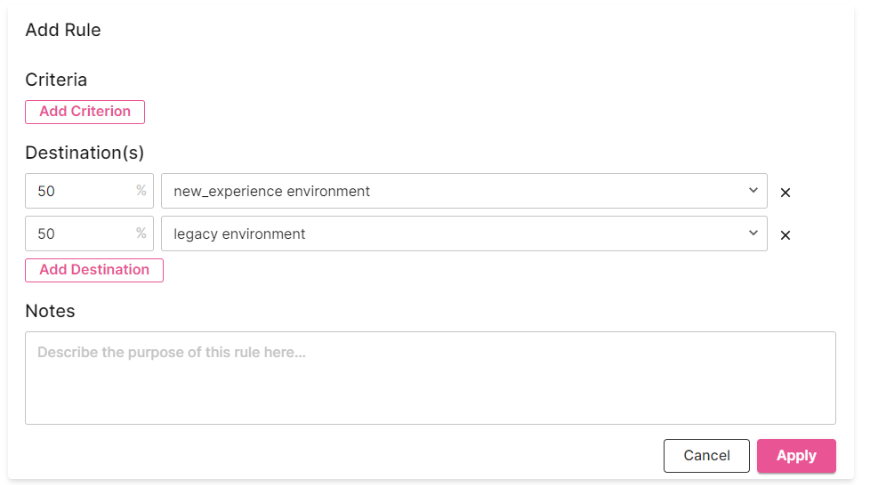 Add Rule
Criteria
Add Criterion
Destination(s)
50 % new_experience environment ×
50 % legacy environment ×
Add Destination
Notes
Describe the purpose of this rule here...
Cancel Apply